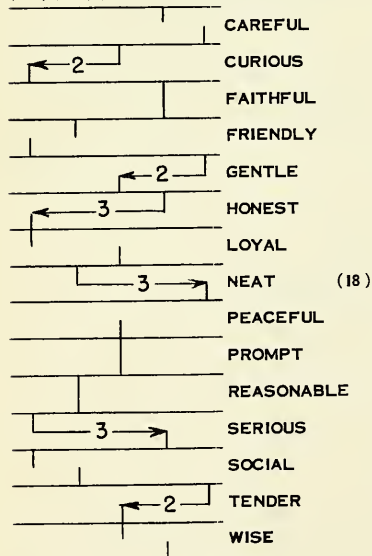 CAREFUL
2 CURIOUS
FAITHFUL
FRIENDLY
2 GENTLE
3 HONEST
LOYAL
3 NEAT (18)
PEACEFUL
PROMPT
REASONABLE
3 SERIOUS
SOCIAL
2 TENDER
WISE